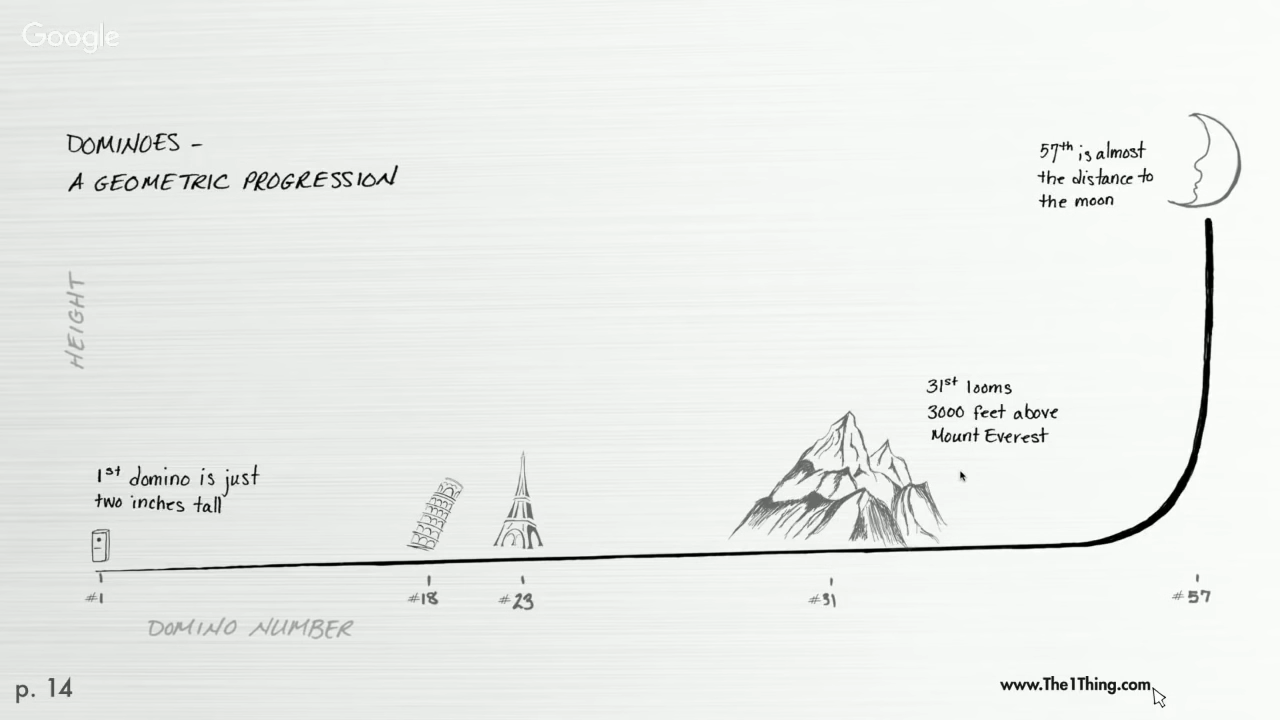 Google
DOMINOES -
A GEOMETRIC PROGRESSION
57th is almost
the distance to
the moon
HEIGHT
31st looms
3000 feet above
Mount Everest
1st domino is just
two inches tall
#1
#18
#23
#31
#57
DOMINO NUMBER
p. 14
www.The1Thing.com